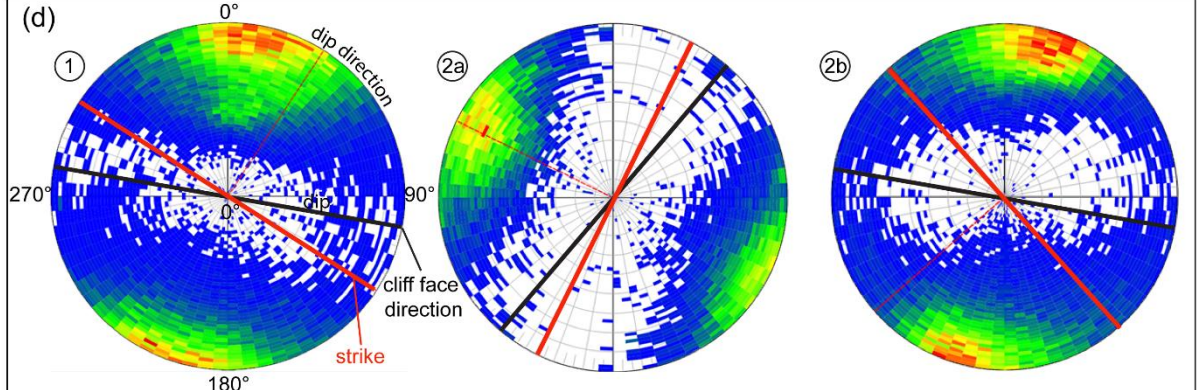 (d)
0°
1
dip direction
2a
2b
270°
0°
dip
90°
cliff face
direction
strike
180°